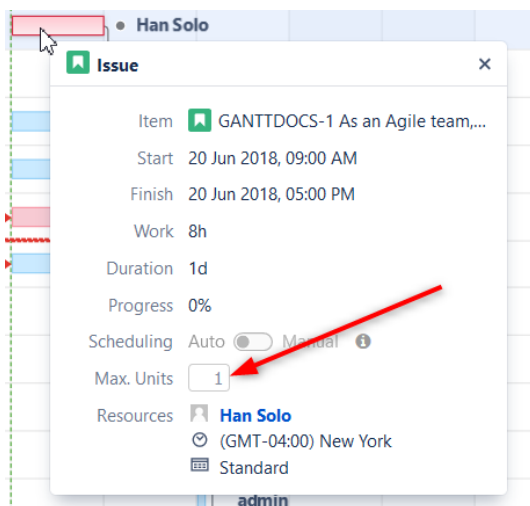 Han Solo
Issue
Item GANTTDOCS-1 As an Agile team,...
Start 20 Jun 2018, 09:00 AM
Finish 20 Jun 2018, 05:00 PM
Work 8h
Duration 1d
Progress 0%
Scheduling Auto Manual
Max. Units 1
Resources Han Solo
(GMT-04:00) New York
Standard
admin